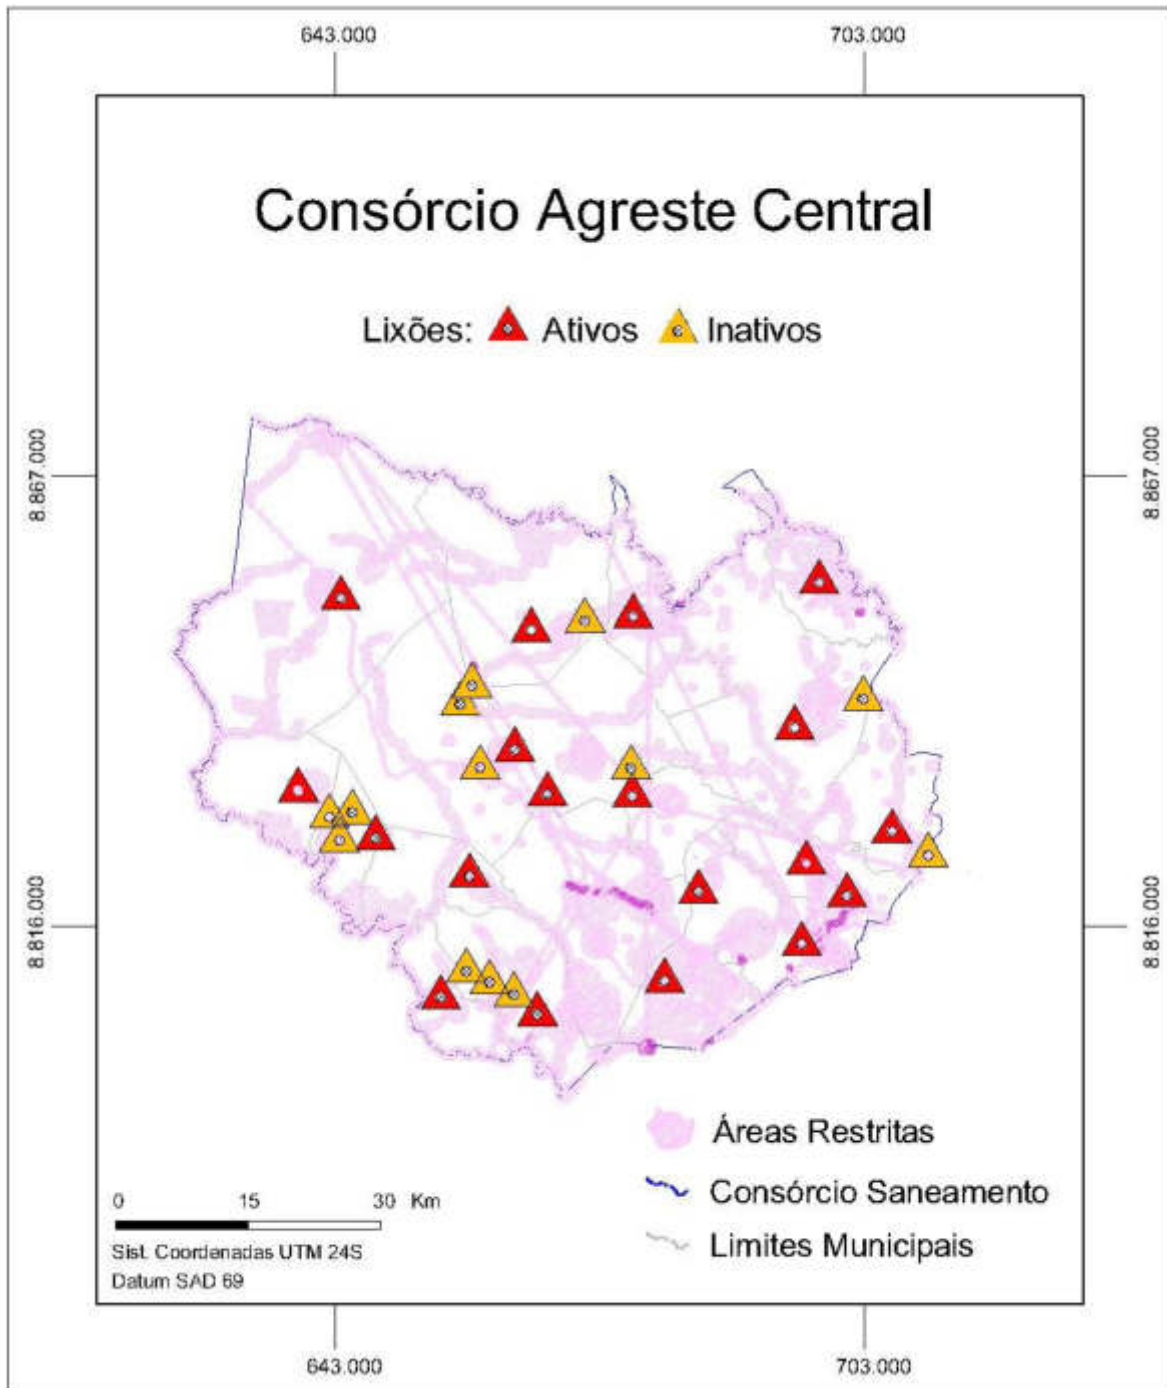 643.000 703.000
Consórcio Agreste Central
Lixões: Ativos Inativos
8.867.000 8.867.000
8.816.000 8.816.000
Áreas Restritas
Consórcio Saneamento
Limites Municipais
0 15 30 Km
Sist. Coordenadas UTM 24S
Datum SAD 69
643.000 703.000